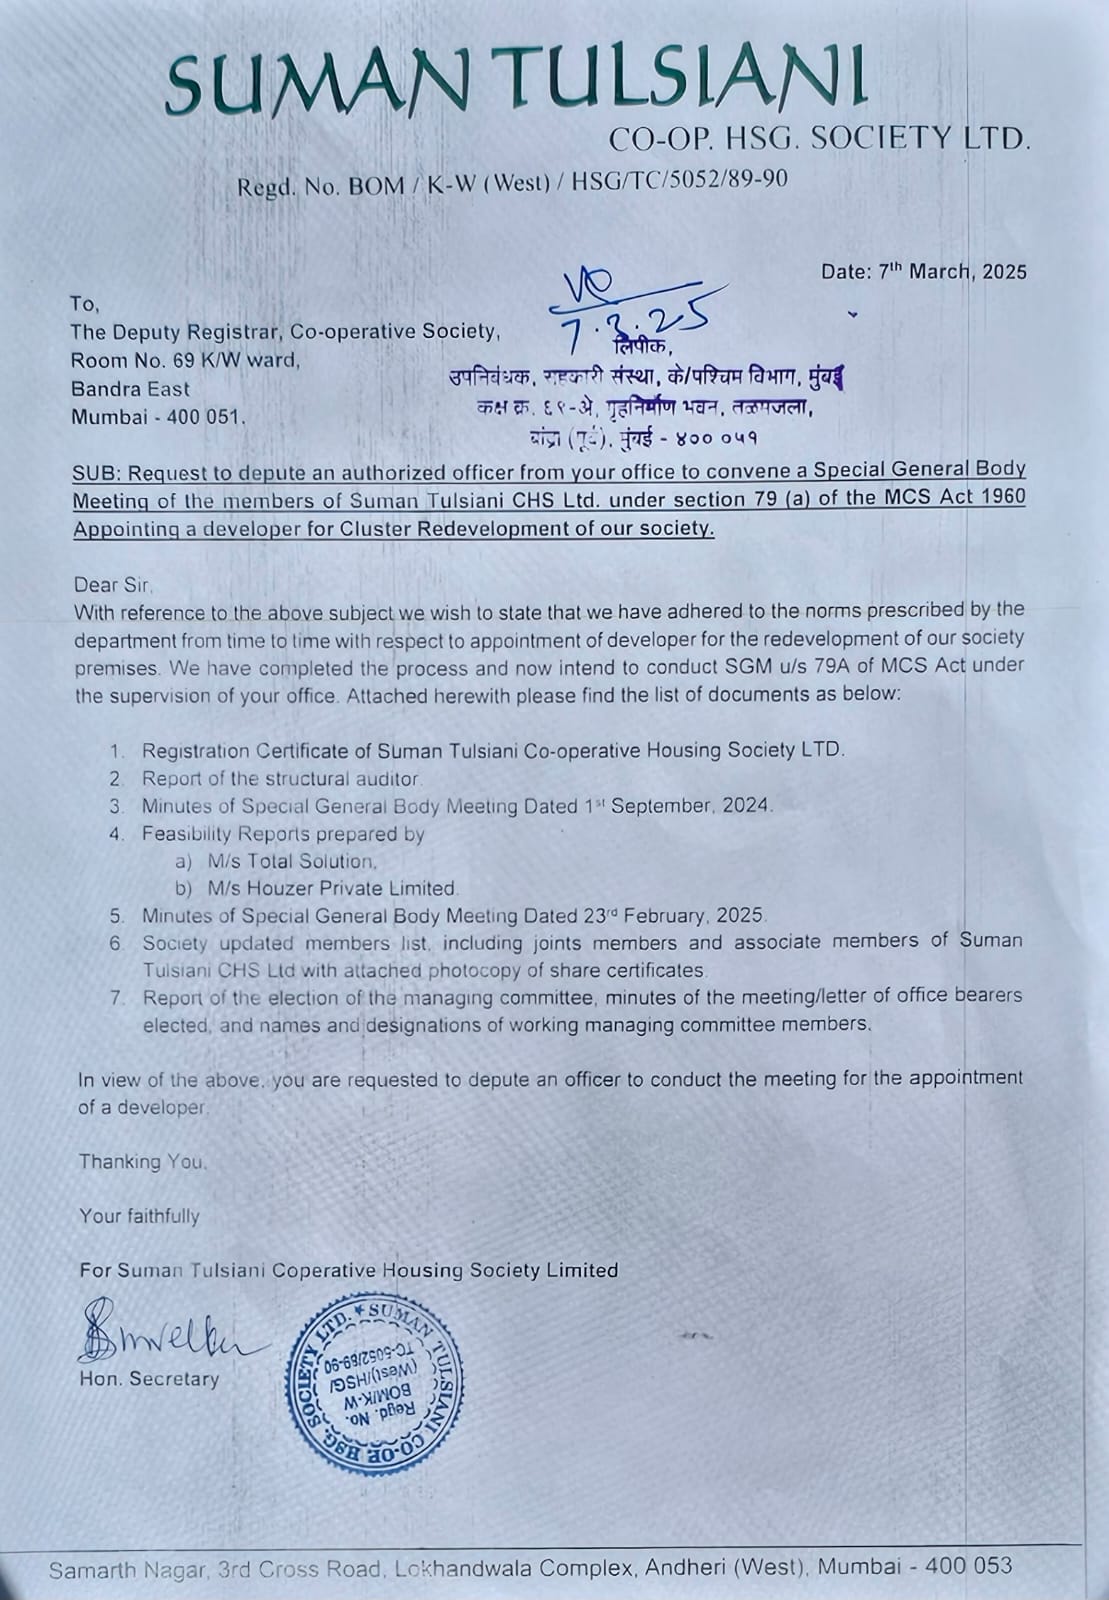 SUMAN TULSIANI
CO-OP. HSG. SOCIETY LTD.
Regd. No. BOM / K-W (West) / HSG/TC/5052/89-90
Date: 7th March, 2025
To,
The Deputy Registrar, Co-operative Society,
Room No. 69 K/W ward,
Bandra East
Mumbai - 400 051.
7.3.25
लिपीक,
उपनिबंधक, सहकारी संस्था, के/पश्चिम विभाग, मुंबई
कक्ष क्र. ६९-अे, गृहनिर्माण भवन, तळमजला,
बांद्रा (पूर्व), मुंबई - ४०० ०५१
SUB: Request to depute an authorized officer from your office to convene a Special General Body
Meeting of the members of Suman Tulsiani CHS Ltd. under section 79 (a) of the MCS Act 1960
Appointing a developer for Cluster Redevelopment of our society.
Dear Sir,
With reference to the above subject we wish to state that we have adhered to the norms prescribed by the
department from time to time with respect to appointment of developer for the redevelopment of our society
premises. We have completed the process and now intend to conduct SGM u/s 79A of MCS Act under
the supervision of your office. Attached herewith please find the list of documents as below:
1. Registration Certificate of Suman Tulsiani Co-operative Housing Society LTD.
2. Report of the structural auditor.
3. Minutes of Special General Body Meeting Dated 1st September, 2024.
4. Feasibility Reports prepared by
a) M/s Total Solution,
b) M/s Houzer Private Limited.
5. Minutes of Special General Body Meeting Dated 23rd February, 2025.
6. Society updated members list, including joints members and associate members of Suman
Tulsiani CHS Ltd with attached photocopy of share certificates.
7. Report of the election of the managing committee, minutes of the meeting/letter of office bearers
elected, and names and designations of working managing committee members.
In view of the above, you are requested to depute an officer to conduct the meeting for the appointment
of a developer.
Thanking You,
Your faithfully
For Suman Tulsiani Coperative Housing Society Limited
Hon. Secretary
SUMAN TULSIANI CO-OP. HSG. SOCIETY LTD. ★
Regd. No.
BOM/K-W
(West)/HSG/
TC-5052/89-90
Samarth Nagar, 3rd Cross Road, Lokhandwala Complex, Andheri (West), Mumbai - 400 053